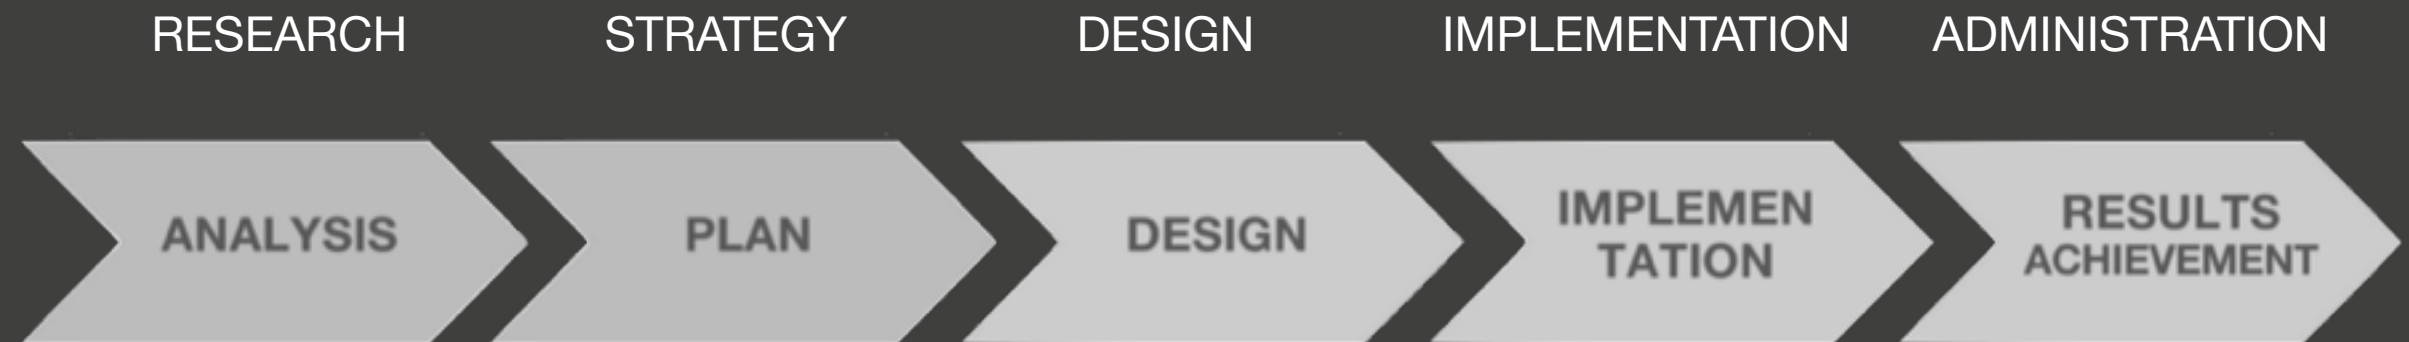 RESEARCH STRATEGY DESIGN IMPLEMENTATION ADMINISTRATION
ANALYSIS
PLAN
DESIGN
IMPLEMEN
TATION
RESULTS
ACHIEVEMENT